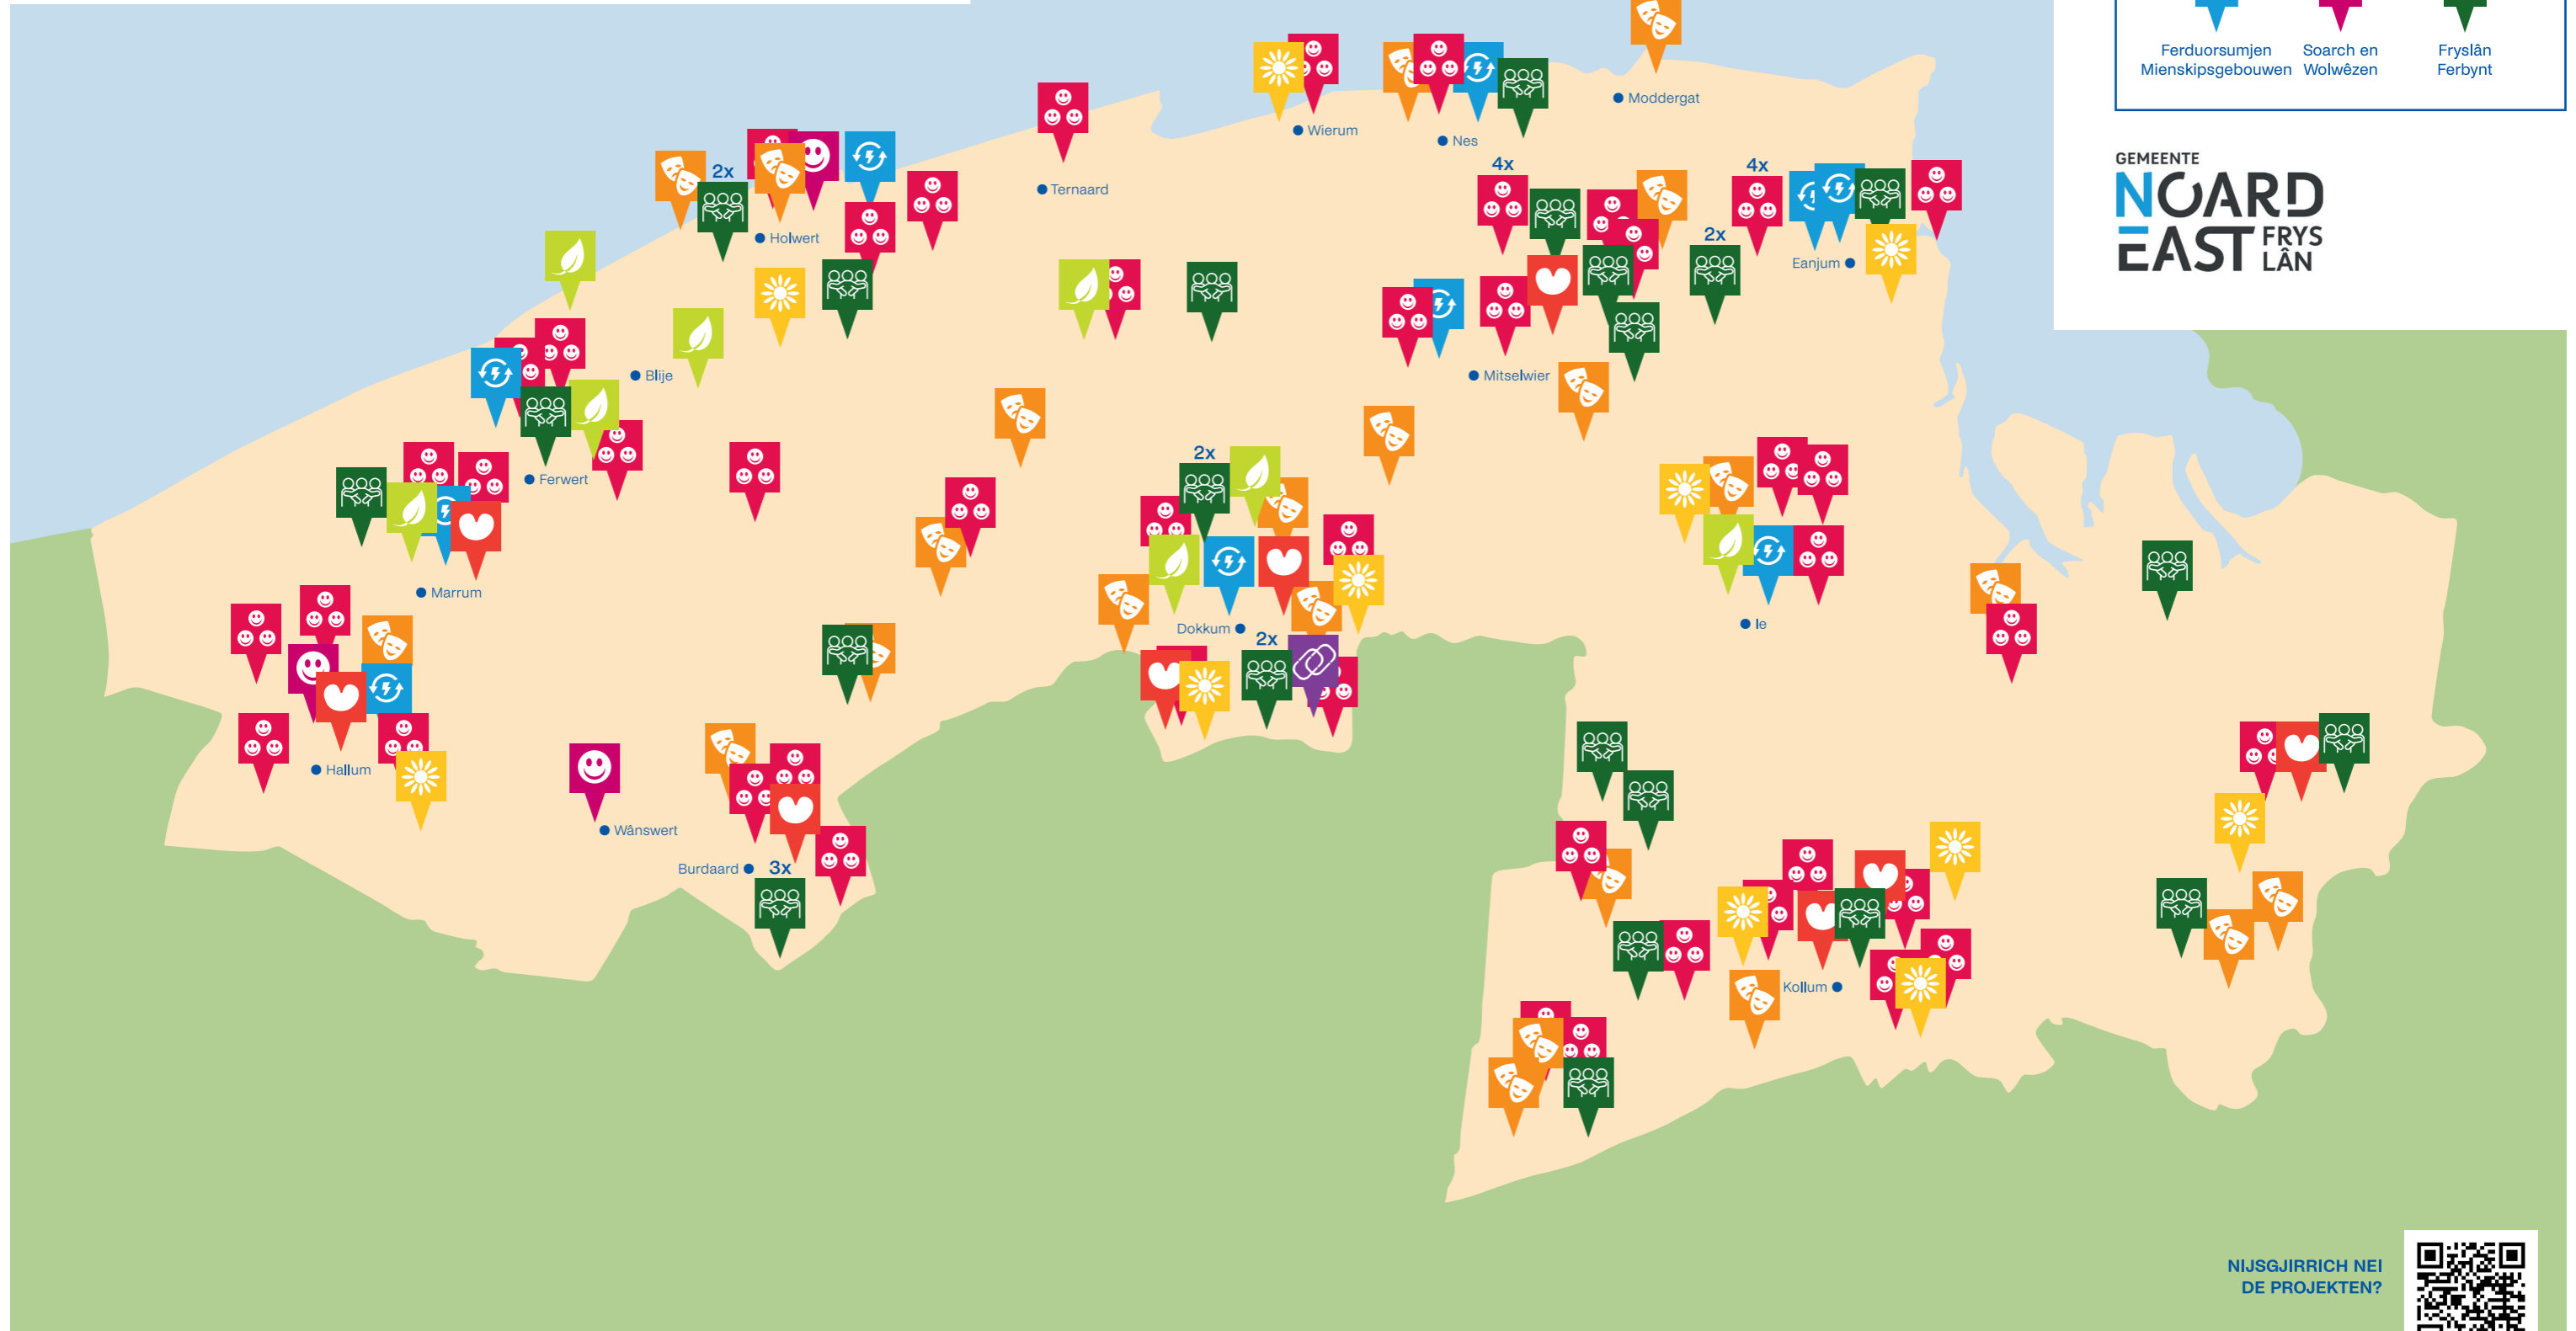 Ferduorsumjen
Mienskipsgebouwen
Soarch en
Wolwêzen
Fryslân
Ferbynt
GEMEENTE
NOARD
EAST
FRYS
LÂN
Moddergat
Wierum
Nes
4x
4x
2x
Ternaard
2x
Holwert
Eanjum
Blije
Mitselwier
2x
Ferwert
Marrum
Ie
Dokkum
2x
Hallum
Wânswert
Burdaard
3x
Kollum
NIJSGJIRRICH NEI
DE PROJEKTEN?